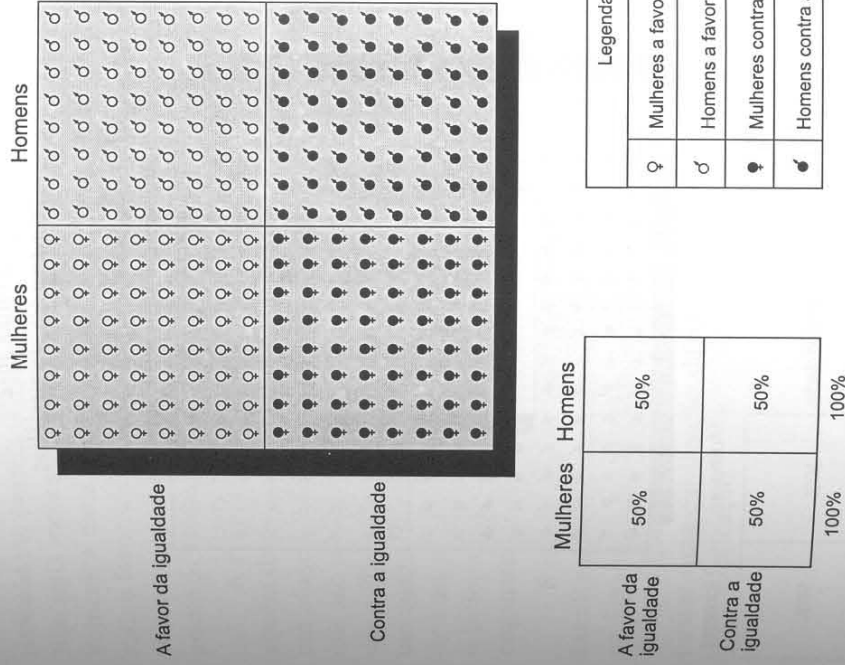 Mulheres Homens
A favor da igualdade
Contra a igualdade
Mulheres Homens
A favor da
igualdade
50% 50%
Contra a
igualdade
50% 50%
100% 100%
Legenda
♀ Mulheres a favo
♂ Homens a favor
Mulheres contra
Homens contra